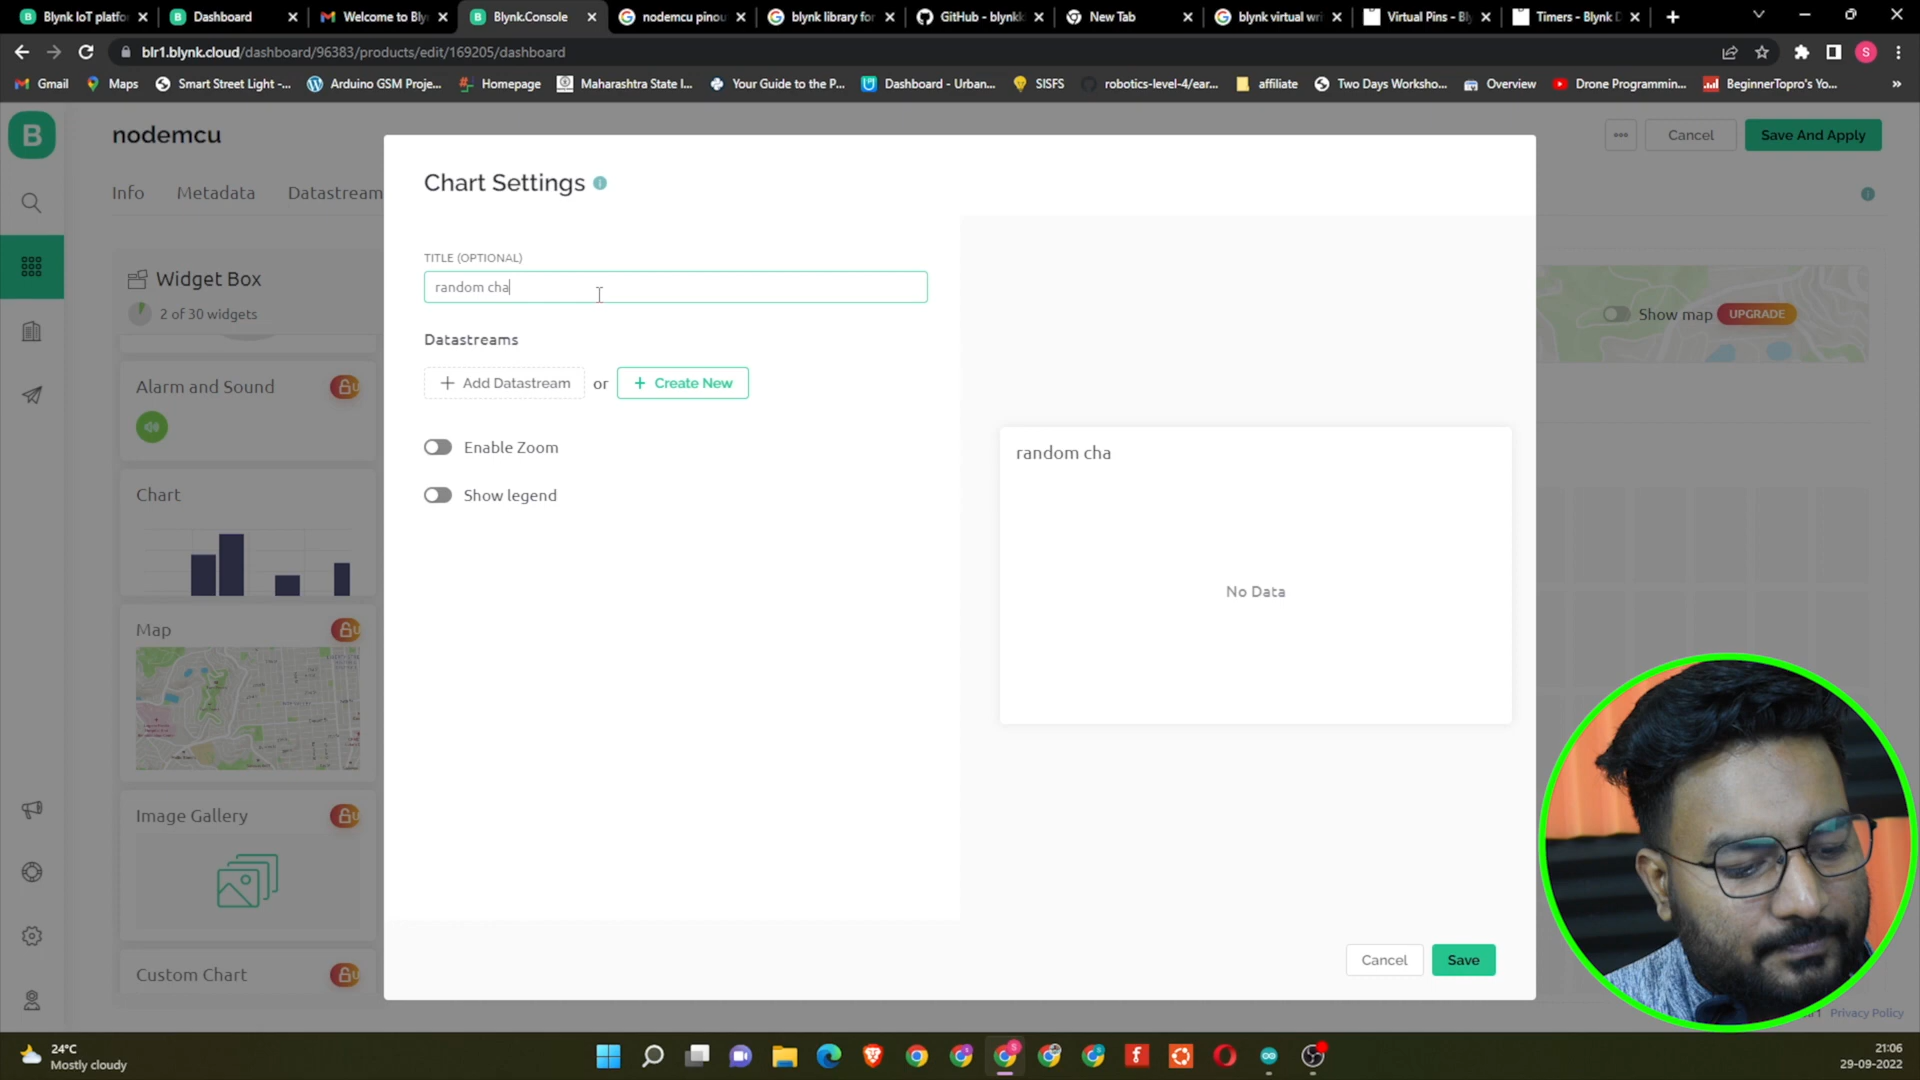 Blynk IoT platfo
Dashboard
Welcome to Bly
Blynk.Console
nodemcu pinou
blynk library for
GitHub - blynkk
New Tab
blynk virtual wri
Virtual Pins - Bl
Timers - Blynk D
blr1.blynk.cloud/dashboard/96383/products/edit/169205/dashboard
S
Gmail
Maps
Smart Street Light -...
Arduino GSM Proje...
Homepage
Maharashtra State I...
Your Guide to the P...
Dashboard - Urban...
SISFS
robotics-level-4/ear...
affiliate
Two Days Worksho...
Overview
Drone Programmin...
BeginnerTopro's Yo...
»
B
nodemcu
Cancel
Save And Apply
Info
Metadata
Datastream
Widget Box
2 of 30 widgets
Alarm and Sound
Chart
Map
Image Gallery
Custom Chart
Chart Settings
TITLE (OPTIONAL)
random cha
Datastreams
+ Add Datastream or + Create New
Enable Zoom
Show legend
random cha
No Data
Cancel
Save
Show map
UPGRADE
Privacy Policy
24°C
Mostly cloudy
21:06
29-09-2022